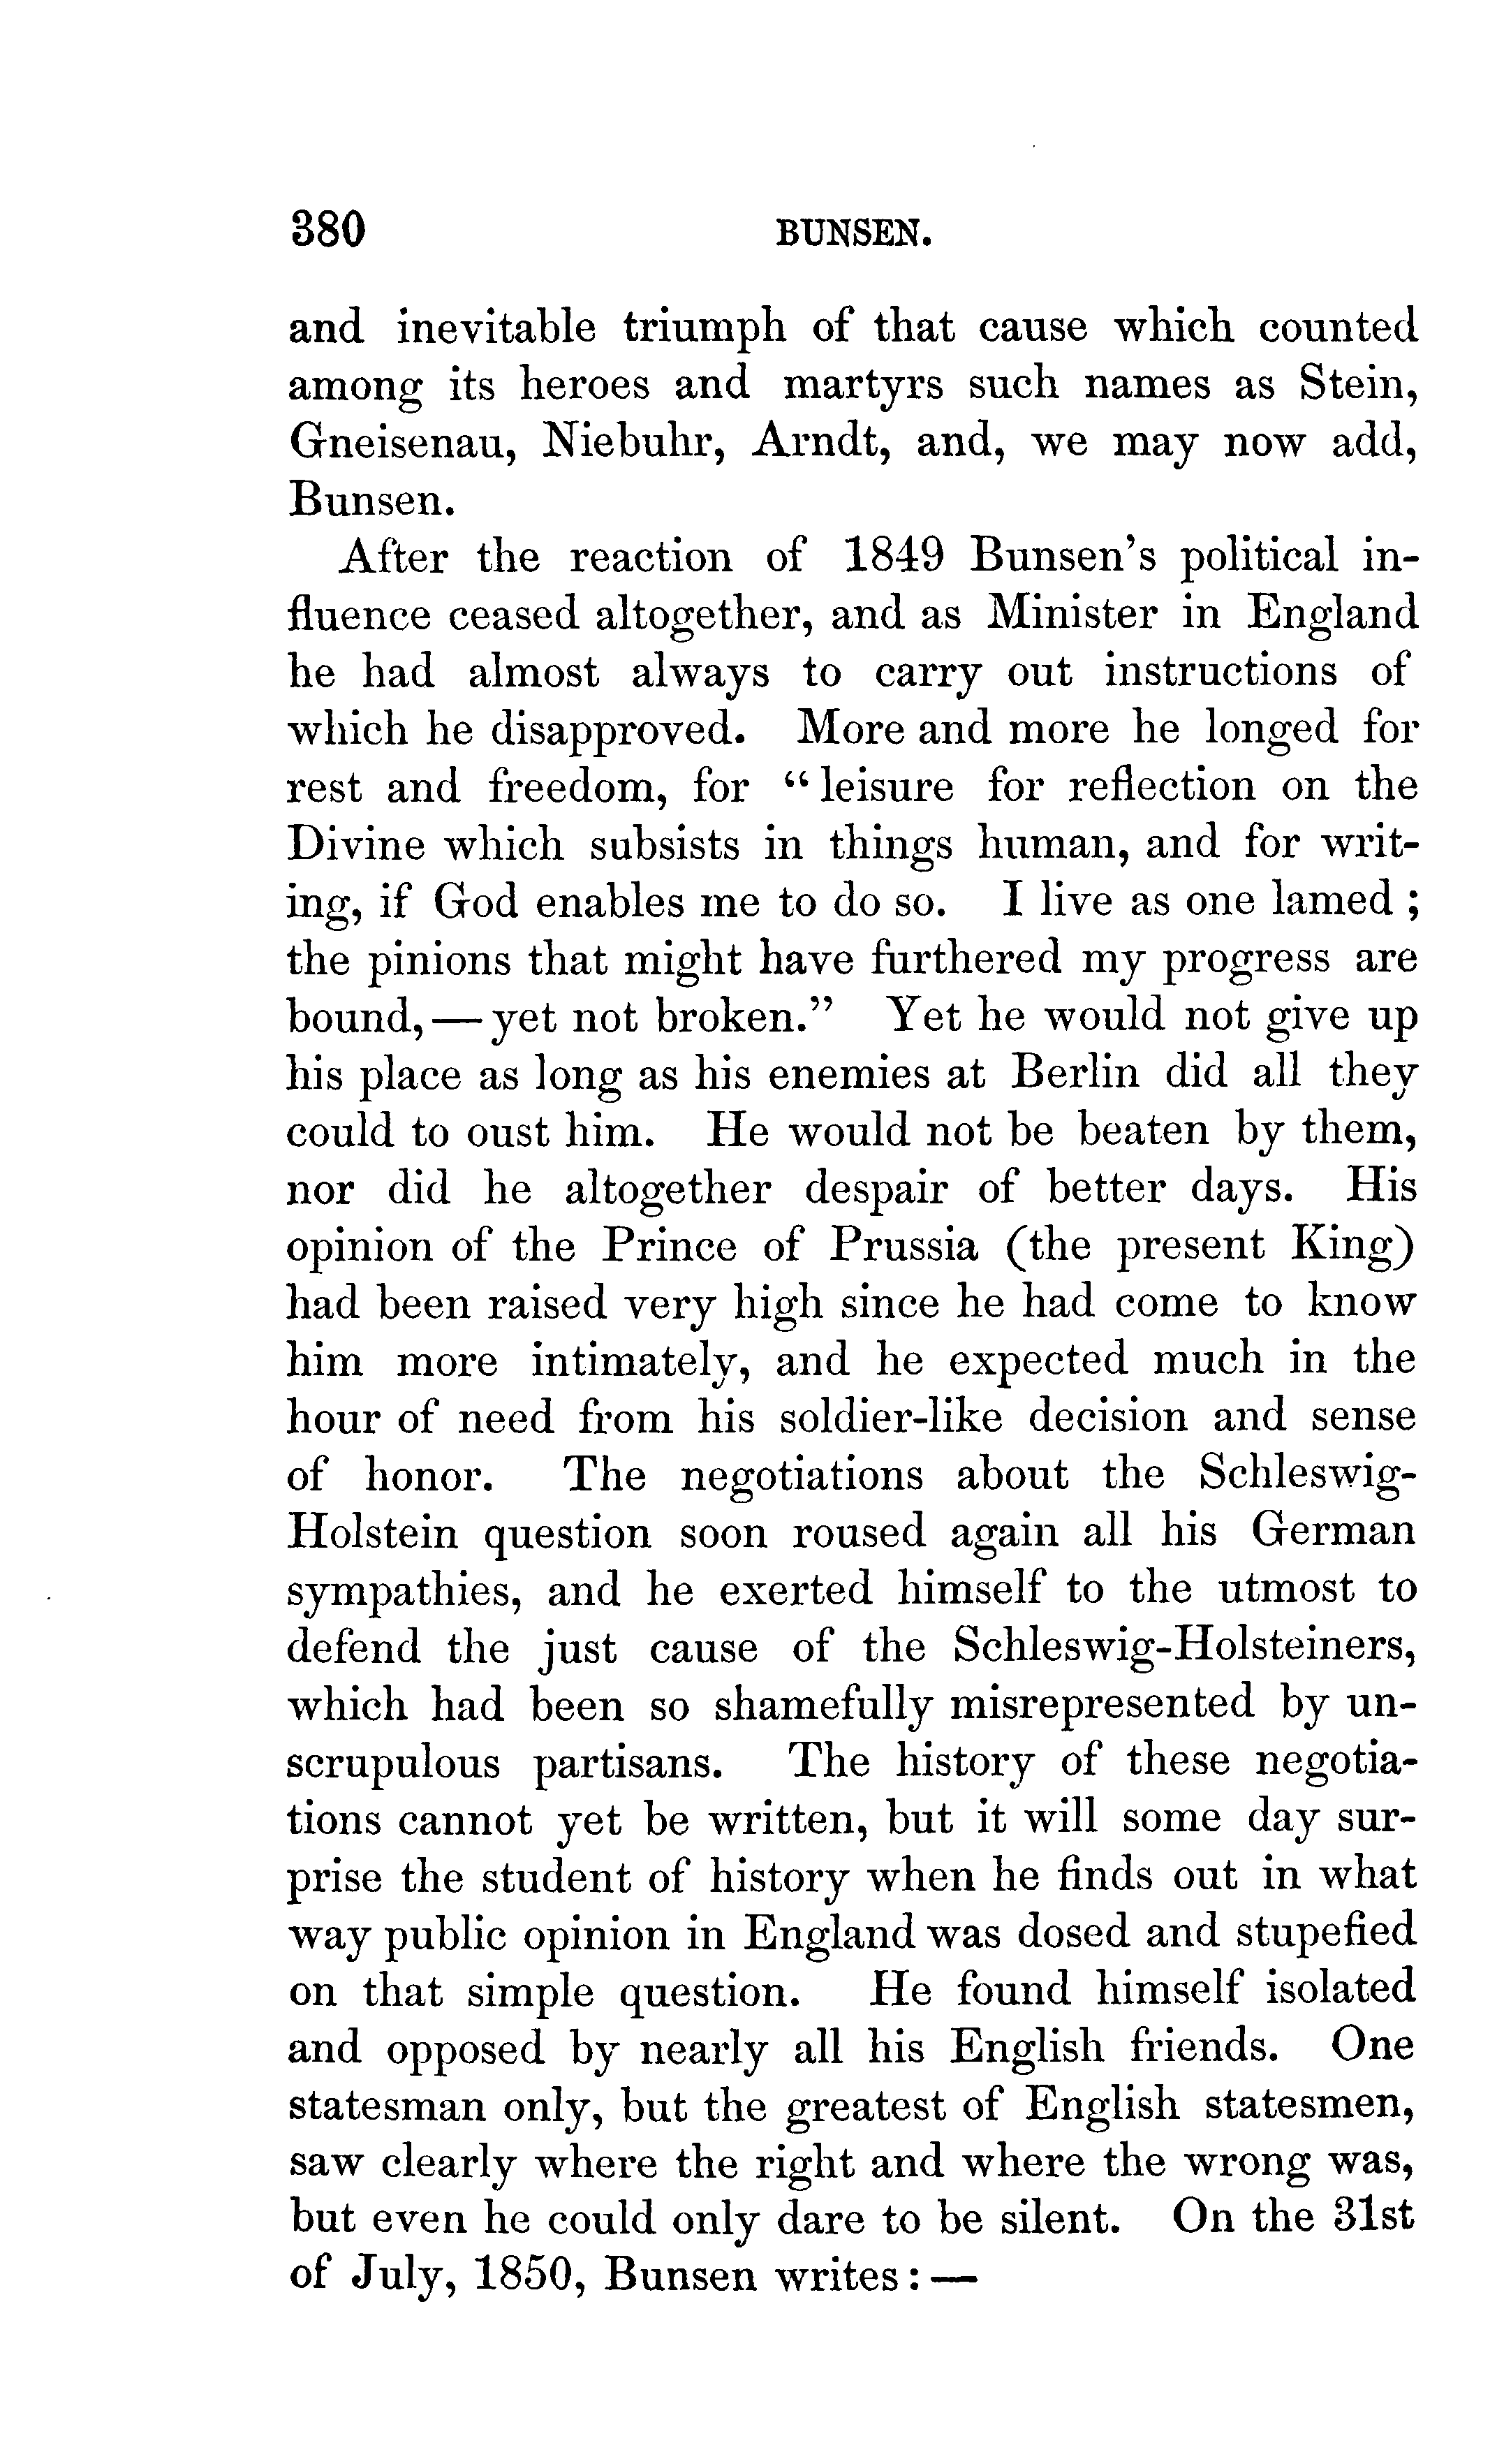 380 BUNSEN.
and inevitable triumph of that cause which counted
among its heroes and martyrs such names as Stein,
Gneisenau, Niebuhr, Arndt, and, we may now add,
Bunsen.
After the reaction of 1849 Bunsen's political in-
fluence ceased altogether, and as Minister in England
he had almost always to carry out instructions of
which he disapproved. More and more he longed for
rest and freedom, for “leisure for reflection on the
Divine which subsists in things human, and for writ-
ing, if God enables me to do so. I live as one lamed ;
the pinions that might have furthered my progress are
bound, — yet not broken.” Yet he would not give up
his place as long as his enemies at Berlin did all they
could to oust him. He would not be beaten by them,
nor did he altogether despair of better days. His
opinion of the Prince of Prussia (the present King)
had been raised very high since he had come to know
him more intimately, and he expected much in the
hour of need from his soldier-like decision and sense
of honor. The negotiations about the Schleswig-
Holstein question soon roused again all his German
sympathies, and he exerted himself to the utmost to
defend the just cause of the Schleswig-Holsteiners,
which had been so shamefully misrepresented by un-
scrupulous partisans. The history of these negotia-
tions cannot yet be written, but it will some day sur-
prise the student of history when he finds out in what
way public opinion in England was dosed and stupefied
on that simple question. He found himself isolated
and opposed by nearly all his English friends. One
statesman only, but the greatest of English statesmen,
saw clearly where the right and where the wrong was,
but even he could only dare to be silent. On the 31st
of July, 1850, Bunsen writes : —